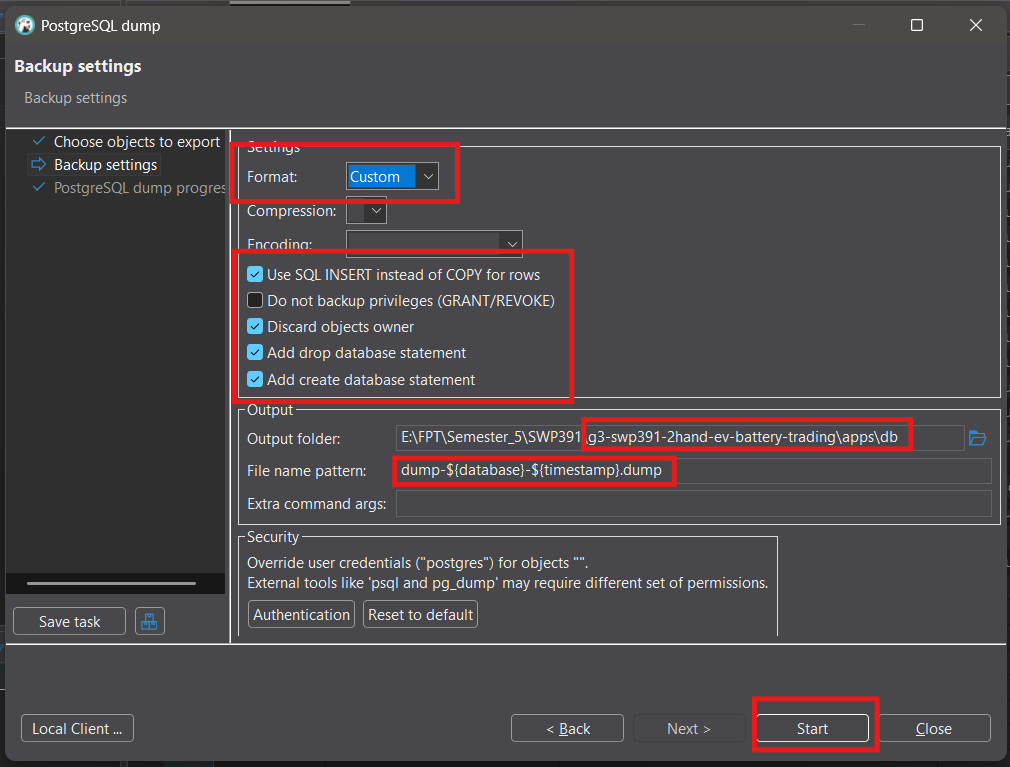 PostgreSQL dump
Backup settings
Backup settings
Choose objects to export
Backup settings
PostgreSQL dump progres
Settings
Format:
Custom
Compression:
Encoding:
Use SQL INSERT instead of COPY for rows
Do not backup privileges (GRANT/REVOKE)
Discard objects owner
Add drop database statement
Add create database statement
Output
Output folder:
E:\FPT\Semester_5\SWP391\g3-swp391-2hand-ev-battery-trading\apps\db
File name pattern:
dump-${database}-${timestamp}.dump
Extra command args:
Security
Override user credentials ("postgres") for objects "".
External tools like 'psql and pg_dump' may require different set of permissions.
Authentication
Reset to default
Save task
Local Client ...
< Back
Next >
Start
Close